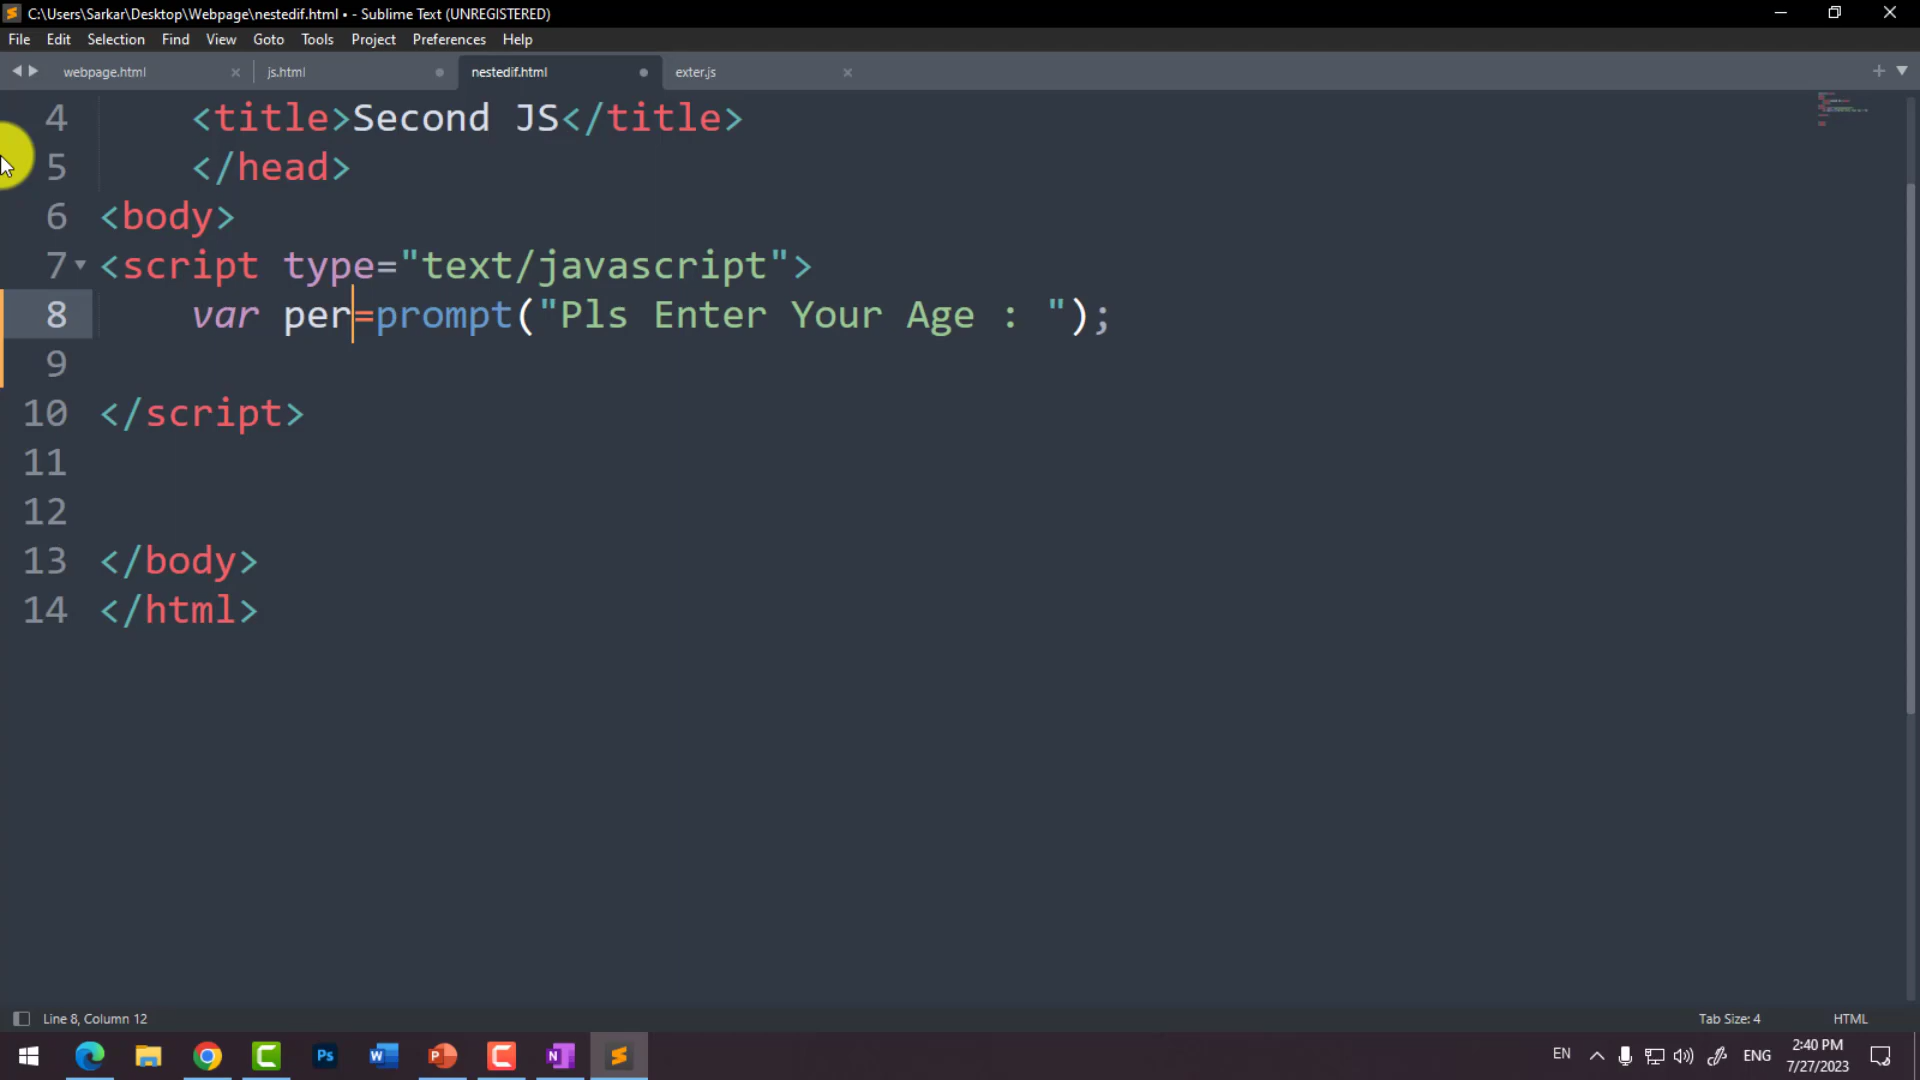 C:\Users\Sarkar\Desktop\Webpage\nestedif.html • - Sublime Text (UNREGISTERED)
File Edit Selection Find View Goto Tools Project Preferences Help
webpage.html js.html nestedif.html exter.js
4 <title>Second JS</title>
5 </head>
6 <body>
7 <script type="text/javascript">
8 var per=prompt("Pls Enter Your Age : ");
9
10 </script>
11
12
13 </body>
14 </html>
Line 8, Column 12 Tab Size: 4 HTML
Ps W P N S EN ENG 2:40 PM
7/27/2023